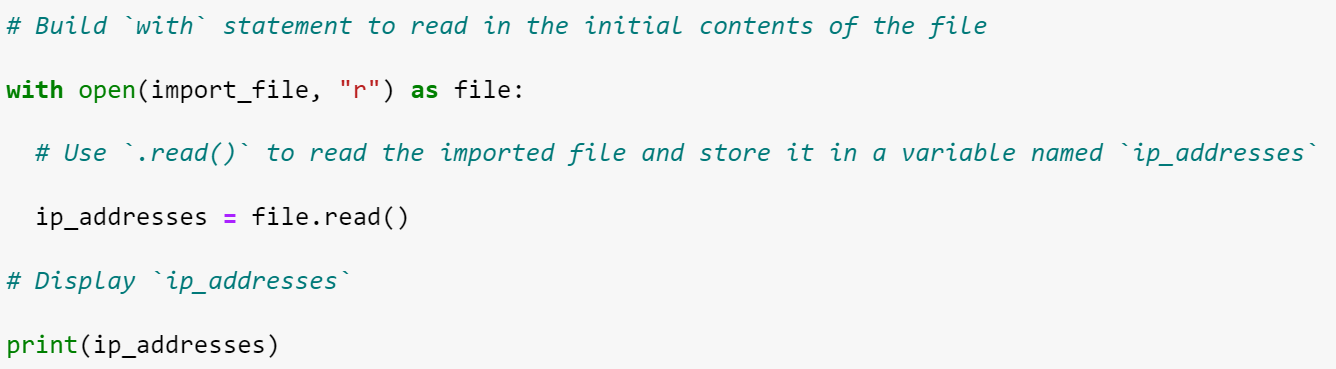 # Build `with` statement to read in the initial contents of the file
with open(import_file, "r") as file:
  # Use `.read()` to read the imported file and store it in a variable named `ip_addresses`
  ip_addresses = file.read()
# Display `ip_addresses`
print(ip_addresses)